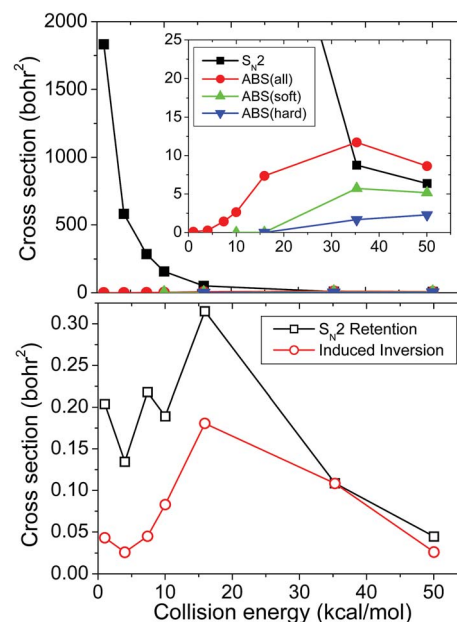 2000
1500
1000
500
0
Cross section (bohr²)
25
20
15
10
5
0
S_N2
ABS(all)
ABS(soft)
ABS(hard)
0 10 20 30 40 50
0.30
0.25
0.20
0.15
0.10
0.05
0.00
Cross section (bohr²)
S_N2 Retention
Induced Inversion
0 10 20 30 40 50
Collision energy (kcal/mol)